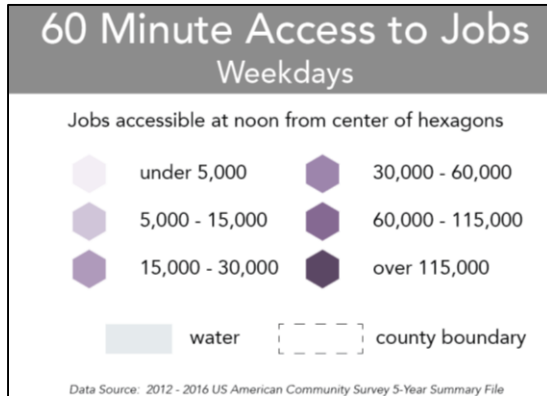 60 Minute Access to Jobs
Weekdays
Jobs accessible at noon from center of hexagons
under 5,000
30,000 - 60,000
5,000 - 15,000
60,000 - 115,000
15,000 - 30,000
over 115,000
water
county boundary
Data Source: 2012 - 2016 US American Community Survey 5-Year Summary File